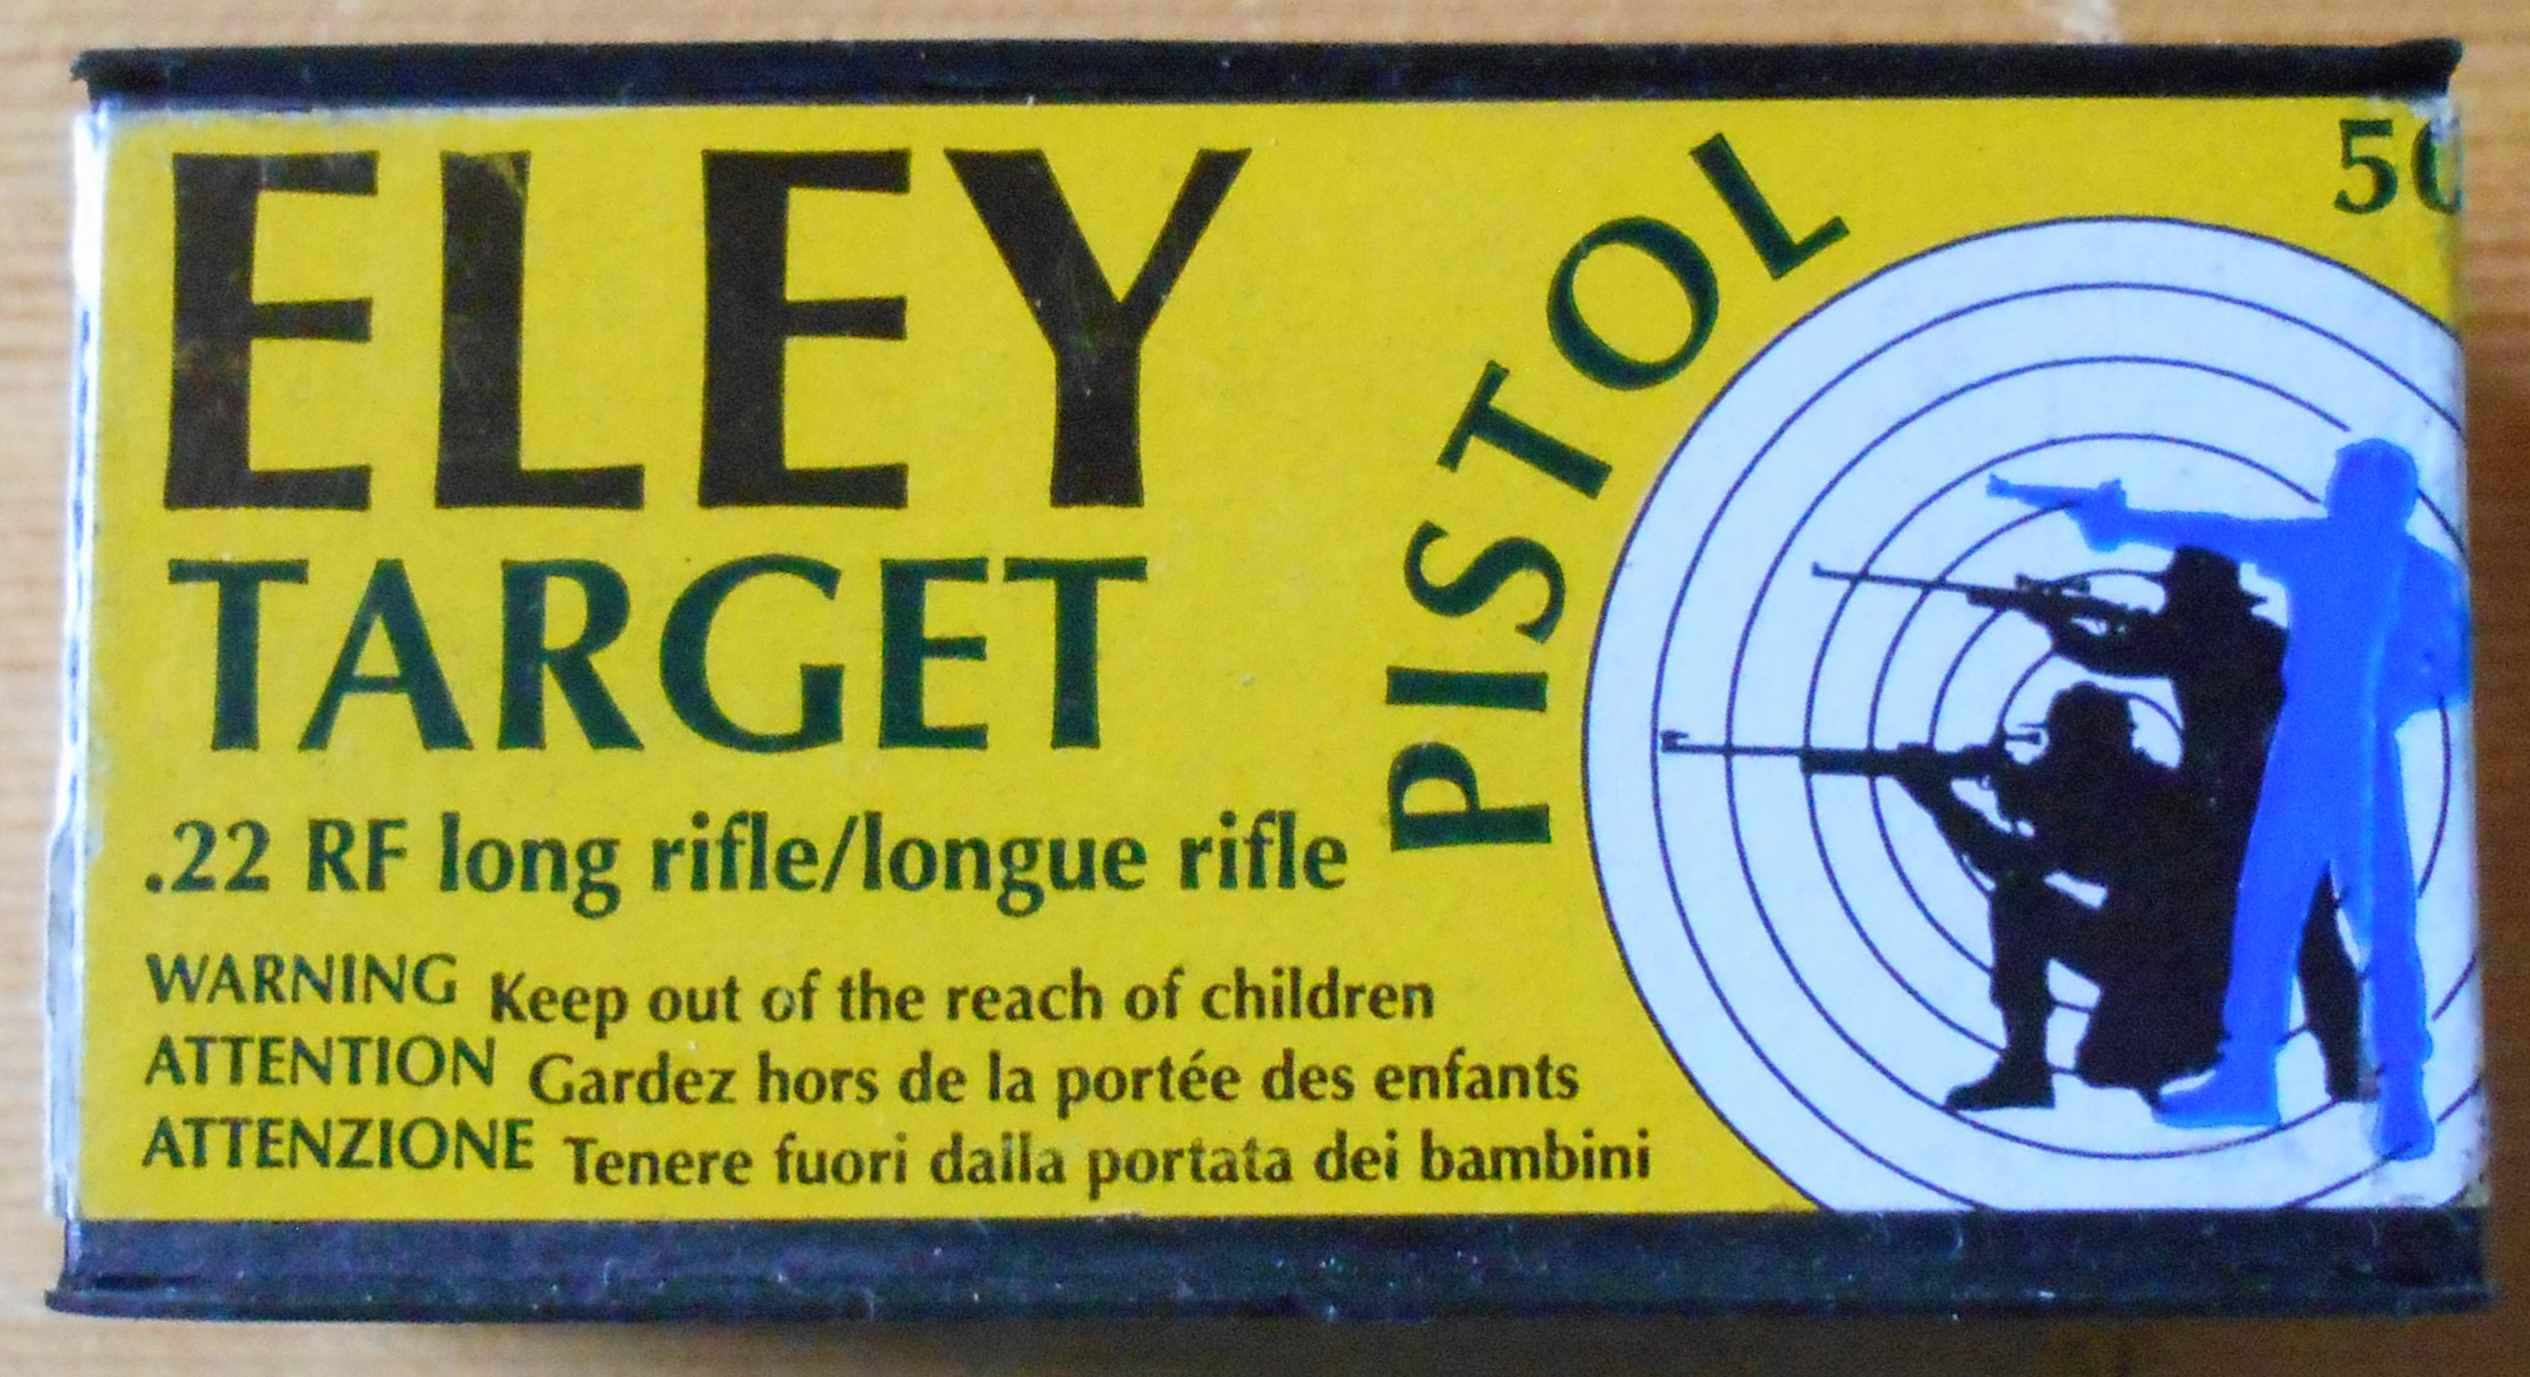 ELEY
TARGET
PISTOL
50
.22 RF long rifle/longue rifle
WARNING Keep out of the reach of children
ATTENTION Gardez hors de la portée des enfants
ATTENZIONE Tenere fuori dalla portata dei bambini